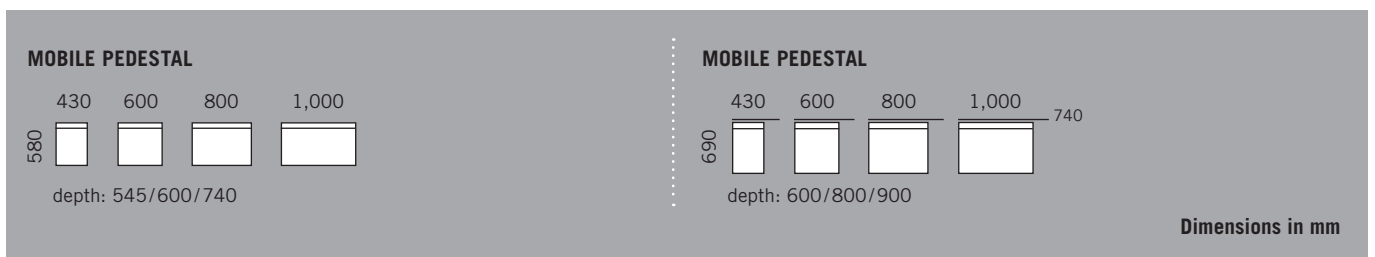 MOBILE PEDESTAL
430 600 800 1,000
580
depth: 545/600/740
MOBILE PEDESTAL
430 600 800 1,000
740
690
depth: 600/800/900
Dimensions in mm